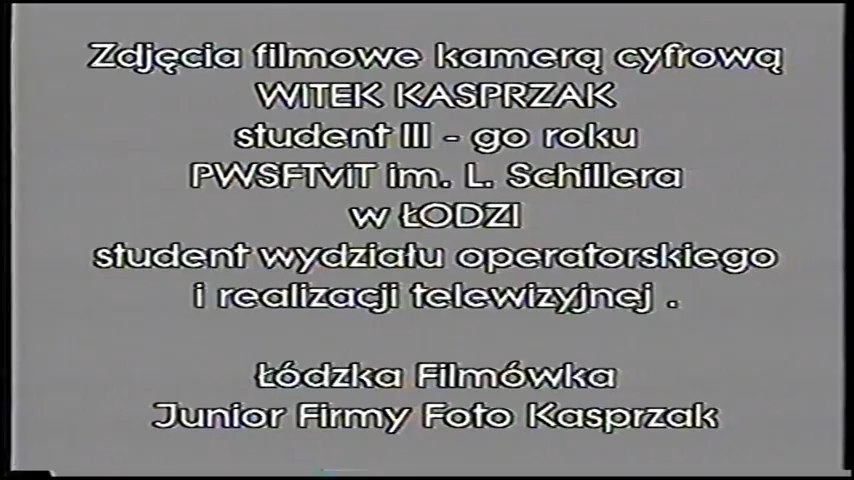 Zdjęcia filmowe kamerą cyfrową
WITEK KASPRZAK
student III - go roku
PWSFTviT im. L. Schillera
w ŁODZI
student wydziału operatorskiego
i realizacji telewizyjnej .
Łódzka Filmówka
Junior Firmy Foto Kasprzak